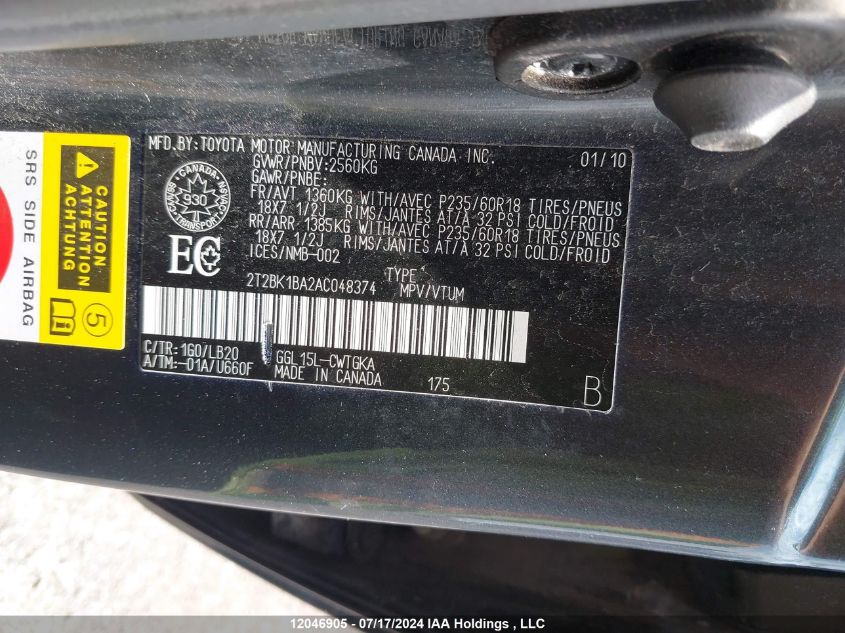 MFD.BY:TOYOTA MOTOR MANUFACTURING CANADA INC. 01/10
GVWR/PNBV:2560KG
GAWR/PNBE:
FR/AVT 1360KG WITH/AVEC P235/60R18 TIRES/PNEUS
18X7 1/2J RIMS/JANTES AT/A 32 PSI COLD/FROID
RR/ARR 1385KG WITH/AVEC P235/60R18 TIRES/PNEUS
18X7 1/2J RIMS/JANTES AT/A 32 PSI COLD/FROID
ICES/NMB-002
CANADA
930
TRANSPORT
EC
TYPE
2T2BK1BA2AC048374 MPV/VTUM
C/TR:1G0/LB20 GGL15L-CWTGKA
A/TM:-01A/U660F MADE IN CANADA 175 B
SRS SIDE AIRBAG
CAUTION
ACHTUNG
5
12046905 - 07/17/2024 IAA Holdings , LLC